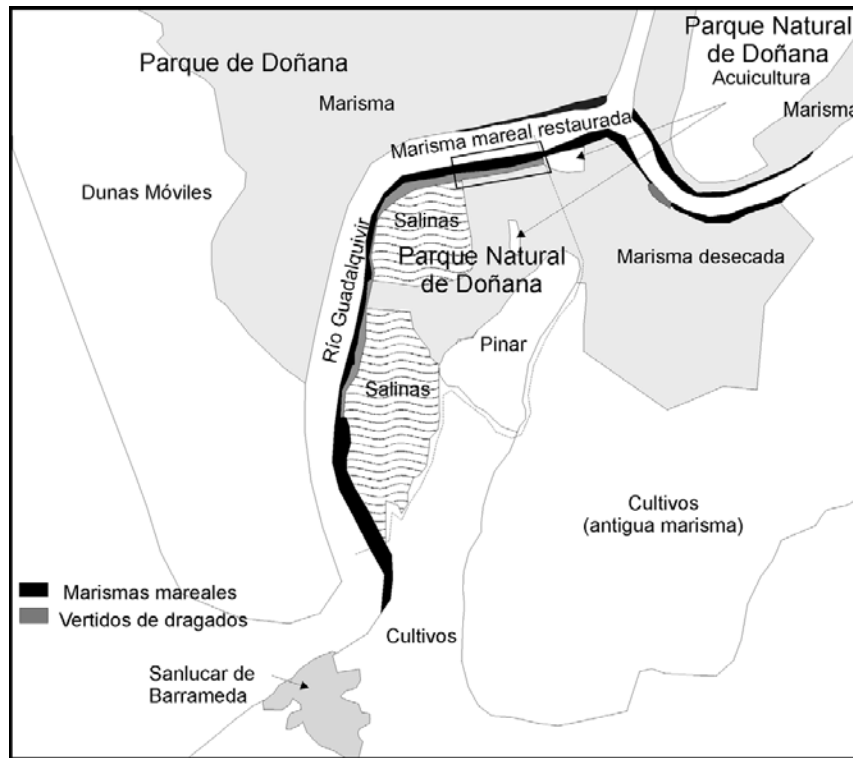 Parque Natural
de Doñana
Acuicultura
Parque de Doñana
Marisma
Marisma
Marisma mareal restaurada
Dunas Móviles
Salinas
Río Guadalquivir
Parque Natural
de Doñana
Marisma desecada
Pinar
Salinas
Cultivos
(antigua marisma)
Marismas mareales
Vertidos de dragados
Cultivos
Sanlucar de
Barrameda